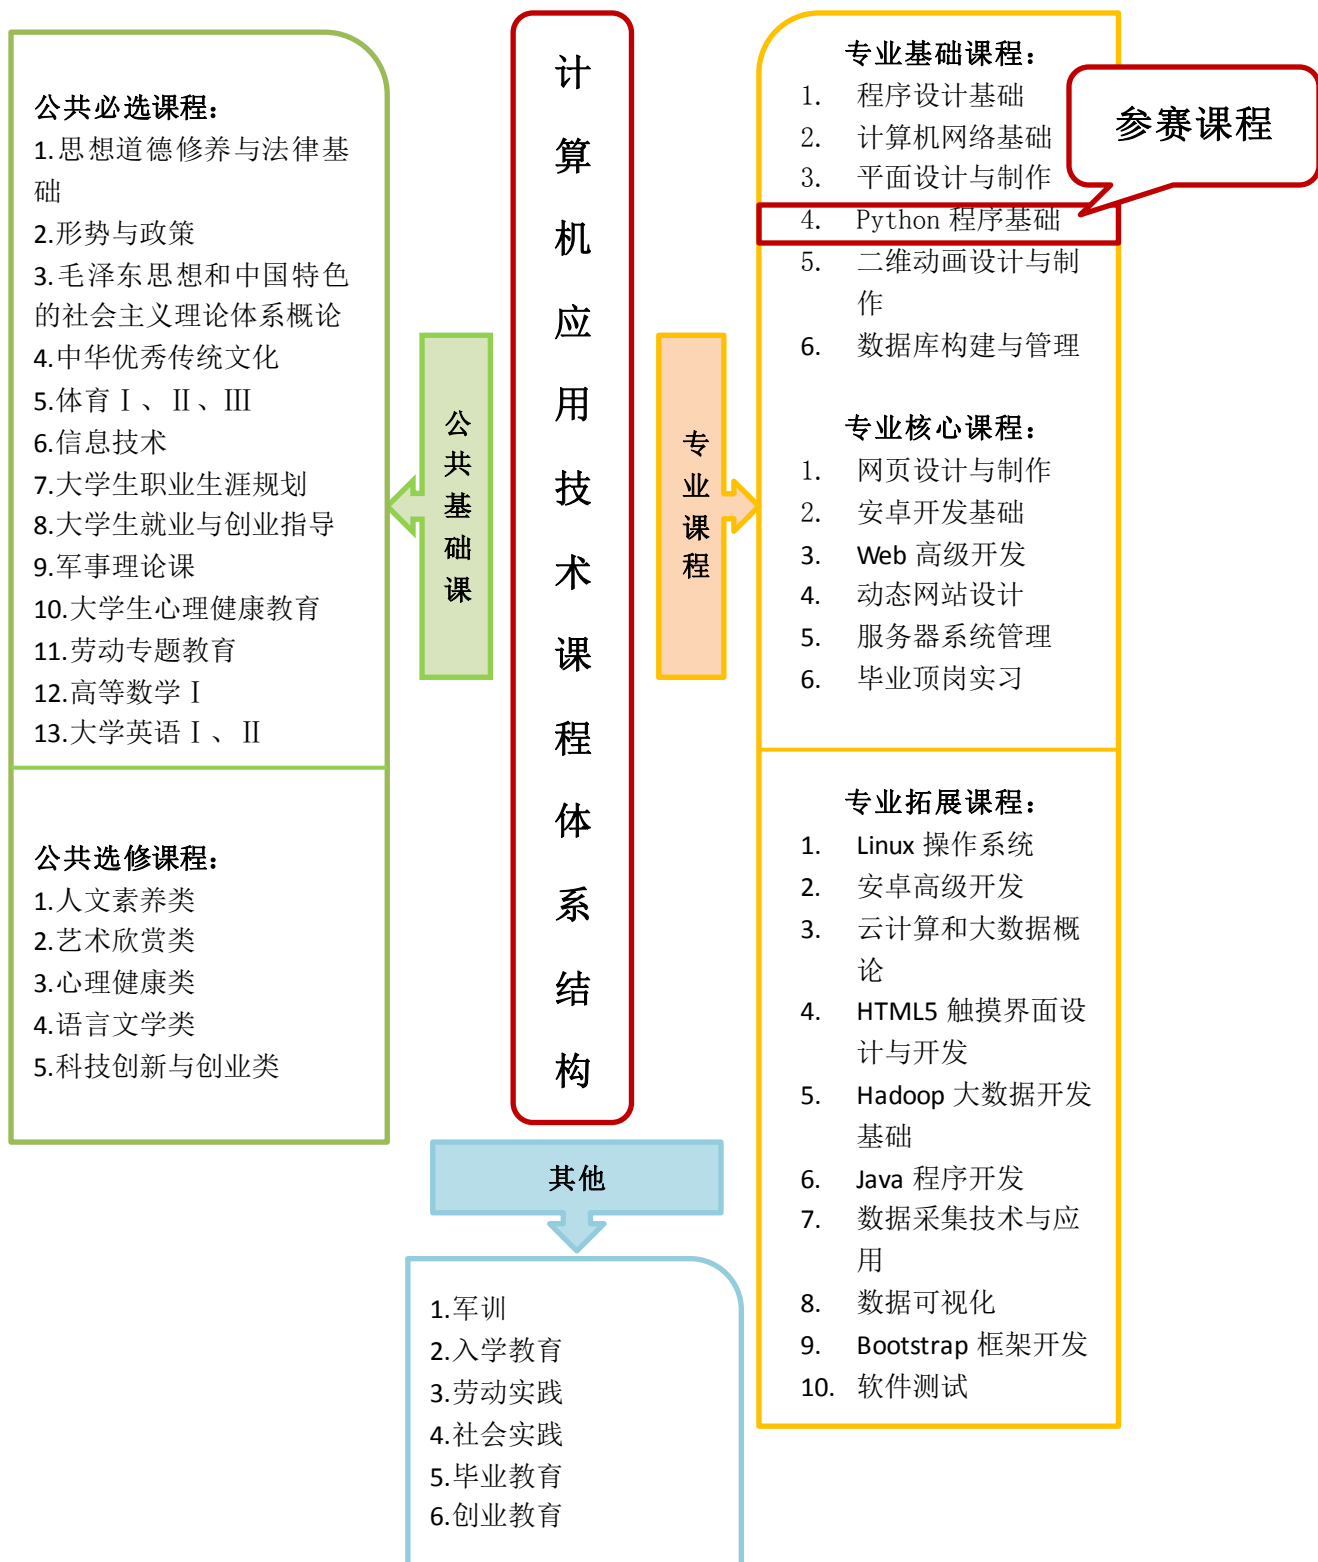 公共必选课程：
1.思想道德修养与法律基
础
2.形势与政策
3.毛泽东思想和中国特色
的社会主义理论体系概论
4.中华优秀传统文化
5.体育Ⅰ、Ⅱ、Ⅲ
6.信息技术
7.大学生职业生涯规划
8.大学生就业与创业指导
9.军事理论课
10.大学生心理健康教育
11.劳动专题教育
12.高等数学Ⅰ
13.大学英语Ⅰ、Ⅱ
公共选修课程：
1.人文素养类
2.艺术欣赏类
3.心理健康类
4.语言文学类
5.科技创新与创业类
公共基础课
计算机应用技术课程体系结构
专业课程
专业基础课程：
1. 程序设计基础
2. 计算机网络基础
3. 平面设计与制作
4. Python 程序基础
5. 二维动画设计与制
作
6. 数据库构建与管理
参赛课程
专业核心课程：
1. 网页设计与制作
2. 安卓开发基础
3. Web 高级开发
4. 动态网站设计
5. 服务器系统管理
6. 毕业顶岗实习
专业拓展课程：
1. Linux 操作系统
2. 安卓高级开发
3. 云计算和大数据概
论
4. HTML5 触摸界面设
计与开发
5. Hadoop 大数据开发
基础
6. Java 程序开发
7. 数据采集技术与应
用
8. 数据可视化
9. Bootstrap 框架开发
10. 软件测试
其他
1.军训
2.入学教育
3.劳动实践
4.社会实践
5.毕业教育
6.创业教育